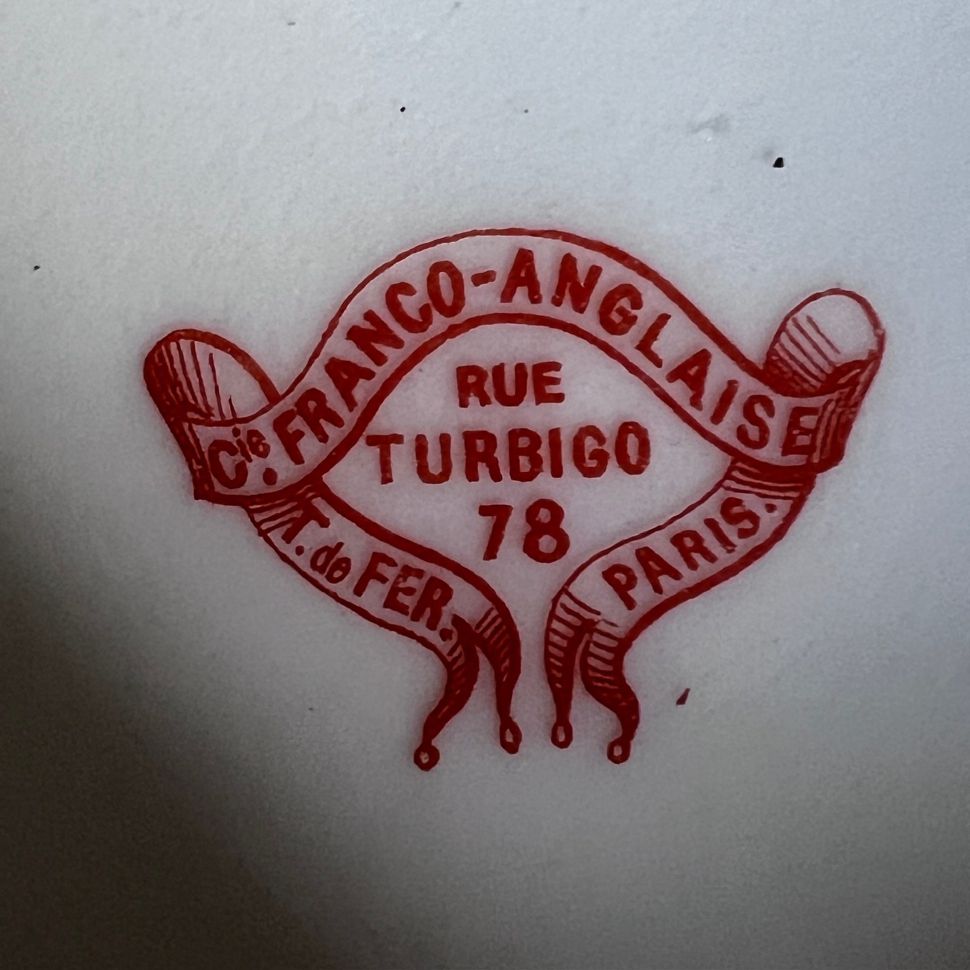 Cie. FRANCO-ANGLAISE
RUE
TURBIGO
78
T. de FER.
PARIS.